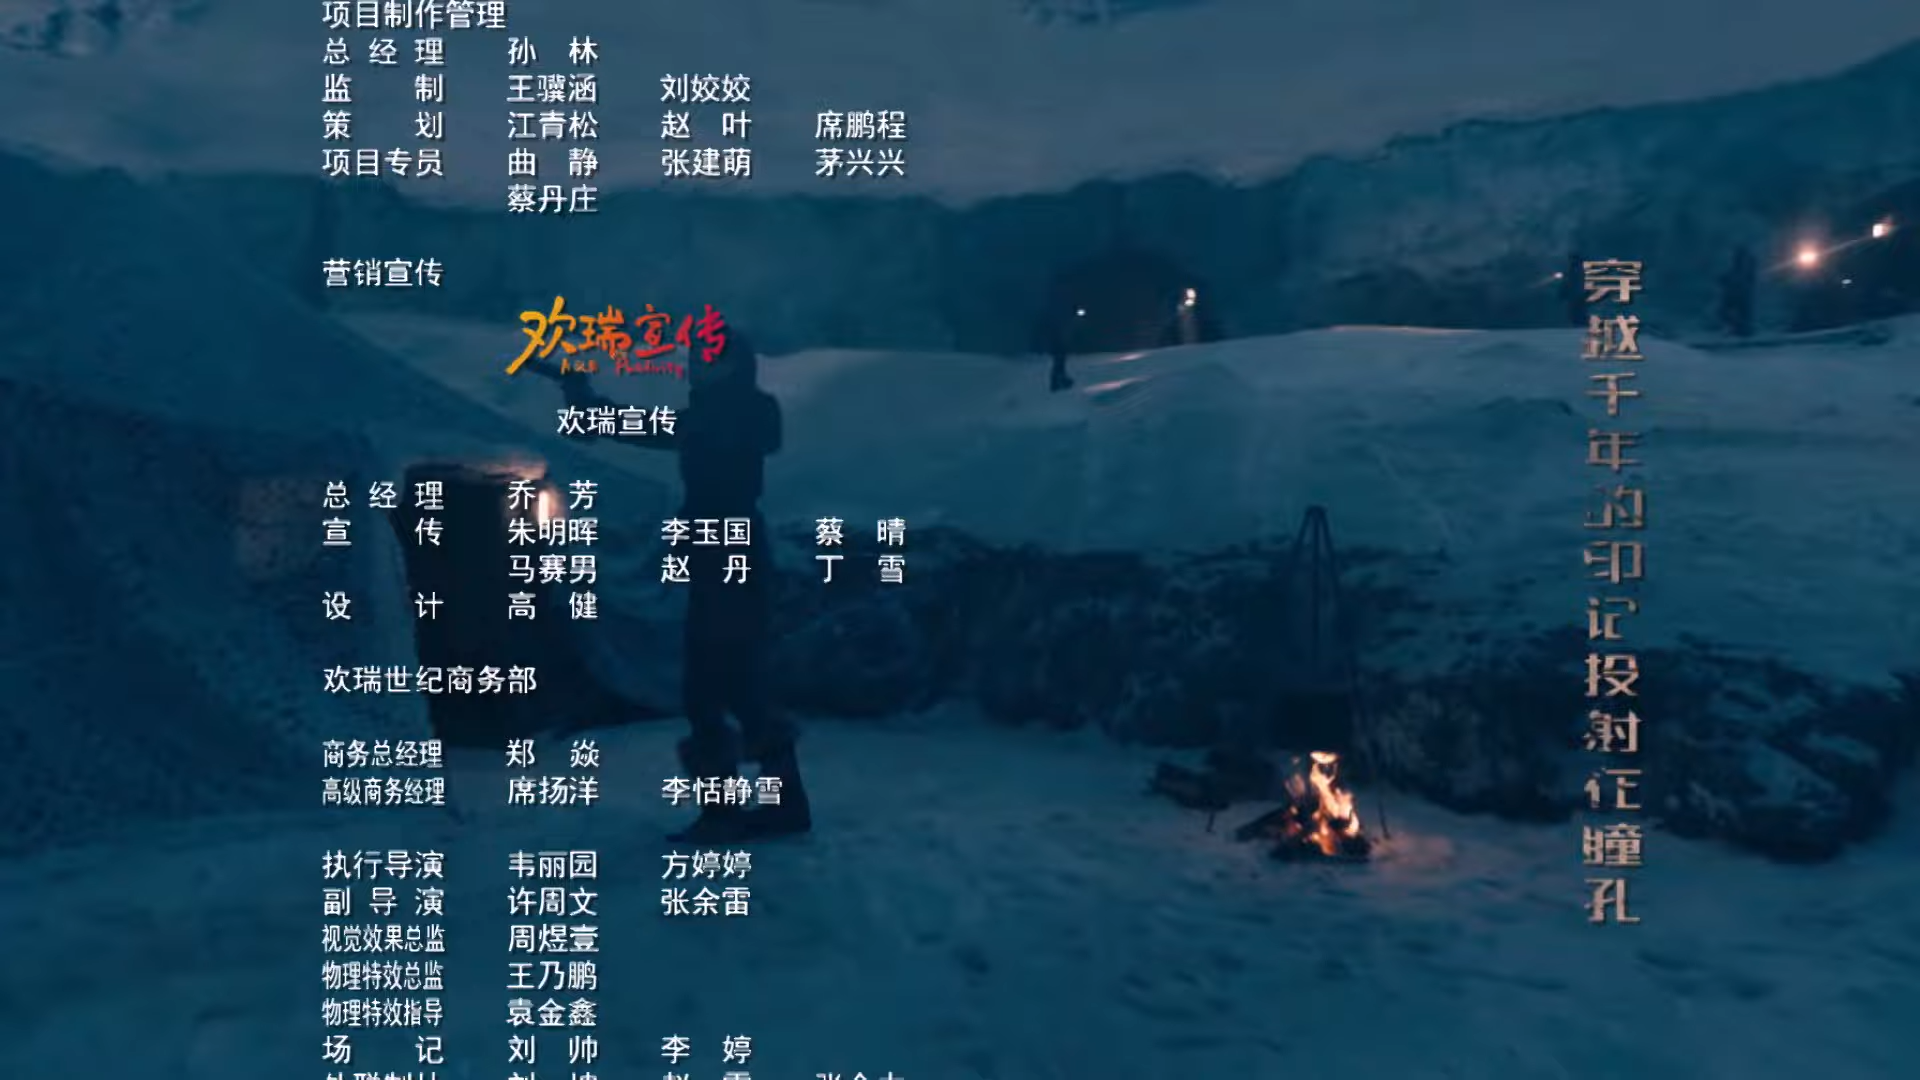 项目制作管理
总 经 理 孙 林
监 制 王骥涵 刘姣姣
策 划 江青松 赵 叶 席鹏程
项目专员 曲 静 张建萌 茅兴兴
蔡丹庄
营销宣传
欢瑞宣传
欢瑞宣传
总 经 理 乔 芳
宣 传 朱明晖 李玉国 蔡 晴
马赛男 赵 丹 丁 雪
设 计 高 健
欢瑞世纪商务部
商务总经理 郑 焱
高级商务经理 席扬洋 李恬静雪
执行导演 韦丽园 方婷婷
副 导 演 许周文 张余雷
视觉效果总监 周煜壹
物理特效总监 王乃鹏
物理特效指导 袁金鑫
场 记 刘 帅 李 婷
穿越千年的印记投射在瞳孔